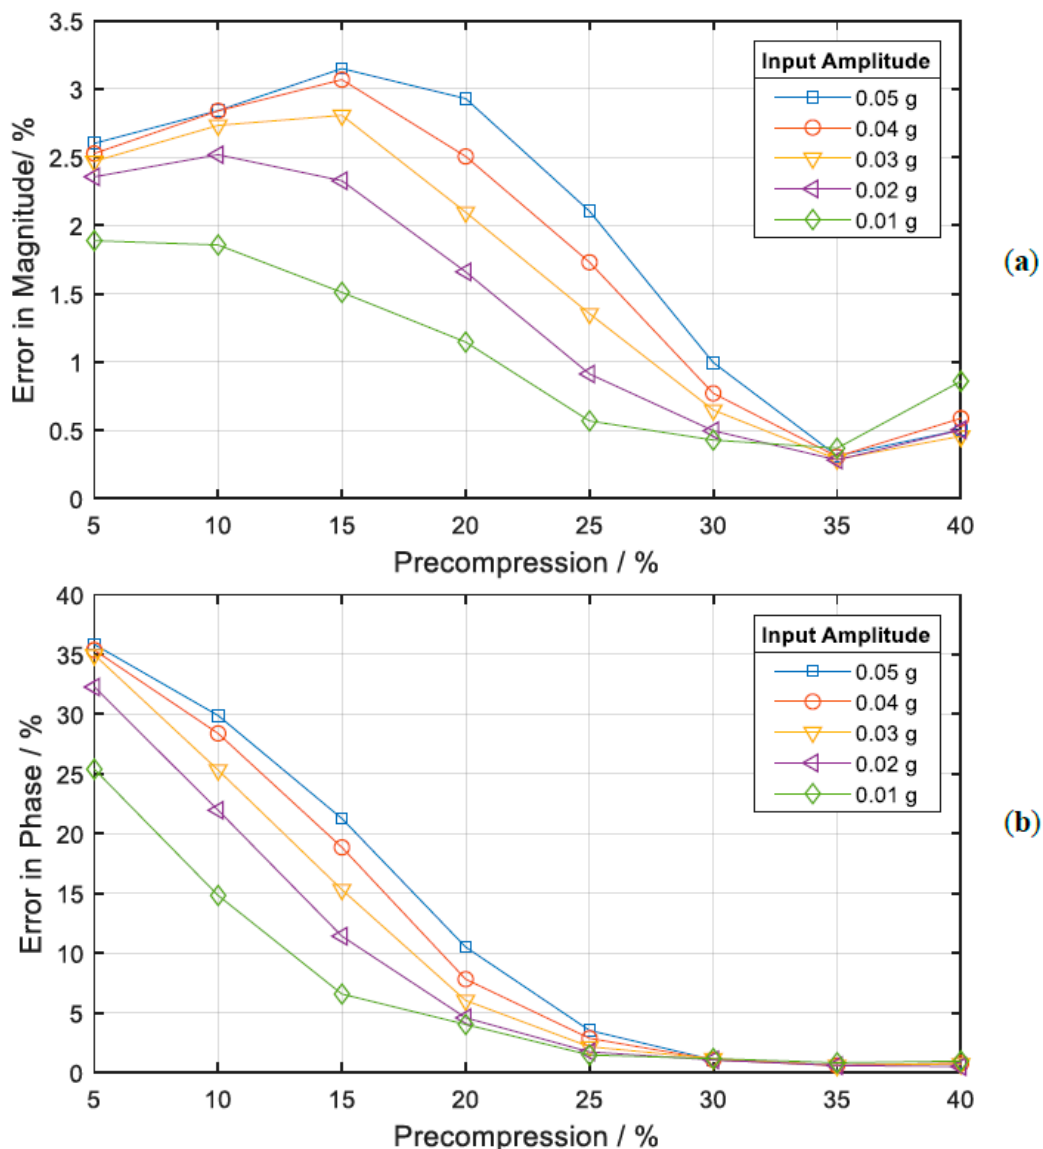 3.5
3
2.5
2
1.5
1
0.5
0
Error in Magnitude/ %
Input Amplitude
0.05 g
0.04 g
0.03 g
0.02 g
0.01 g
(a)
5 10 15 20 25 30 35 40
Precompression / %
40
35
30
25
20
15
10
5
0
Error in Phase / %
Input Amplitude
0.05 g
0.04 g
0.03 g
0.02 g
0.01 g
(b)
5 10 15 20 25 30 35 40
Precompression / %